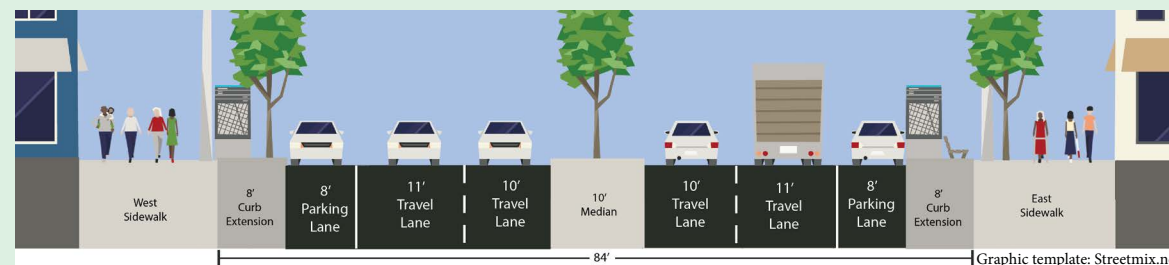 West
Sidewalk
8'
Curb
Extension
8'
Parking
Lane
11'
Travel
Lane
10'
Travel
Lane
10'
Median
10'
Travel
Lane
11'
Travel
Lane
8'
Parking
Lane
8'
Curb
Extension
East
Sidewalk
84'
Graphic template: Streetmix.n